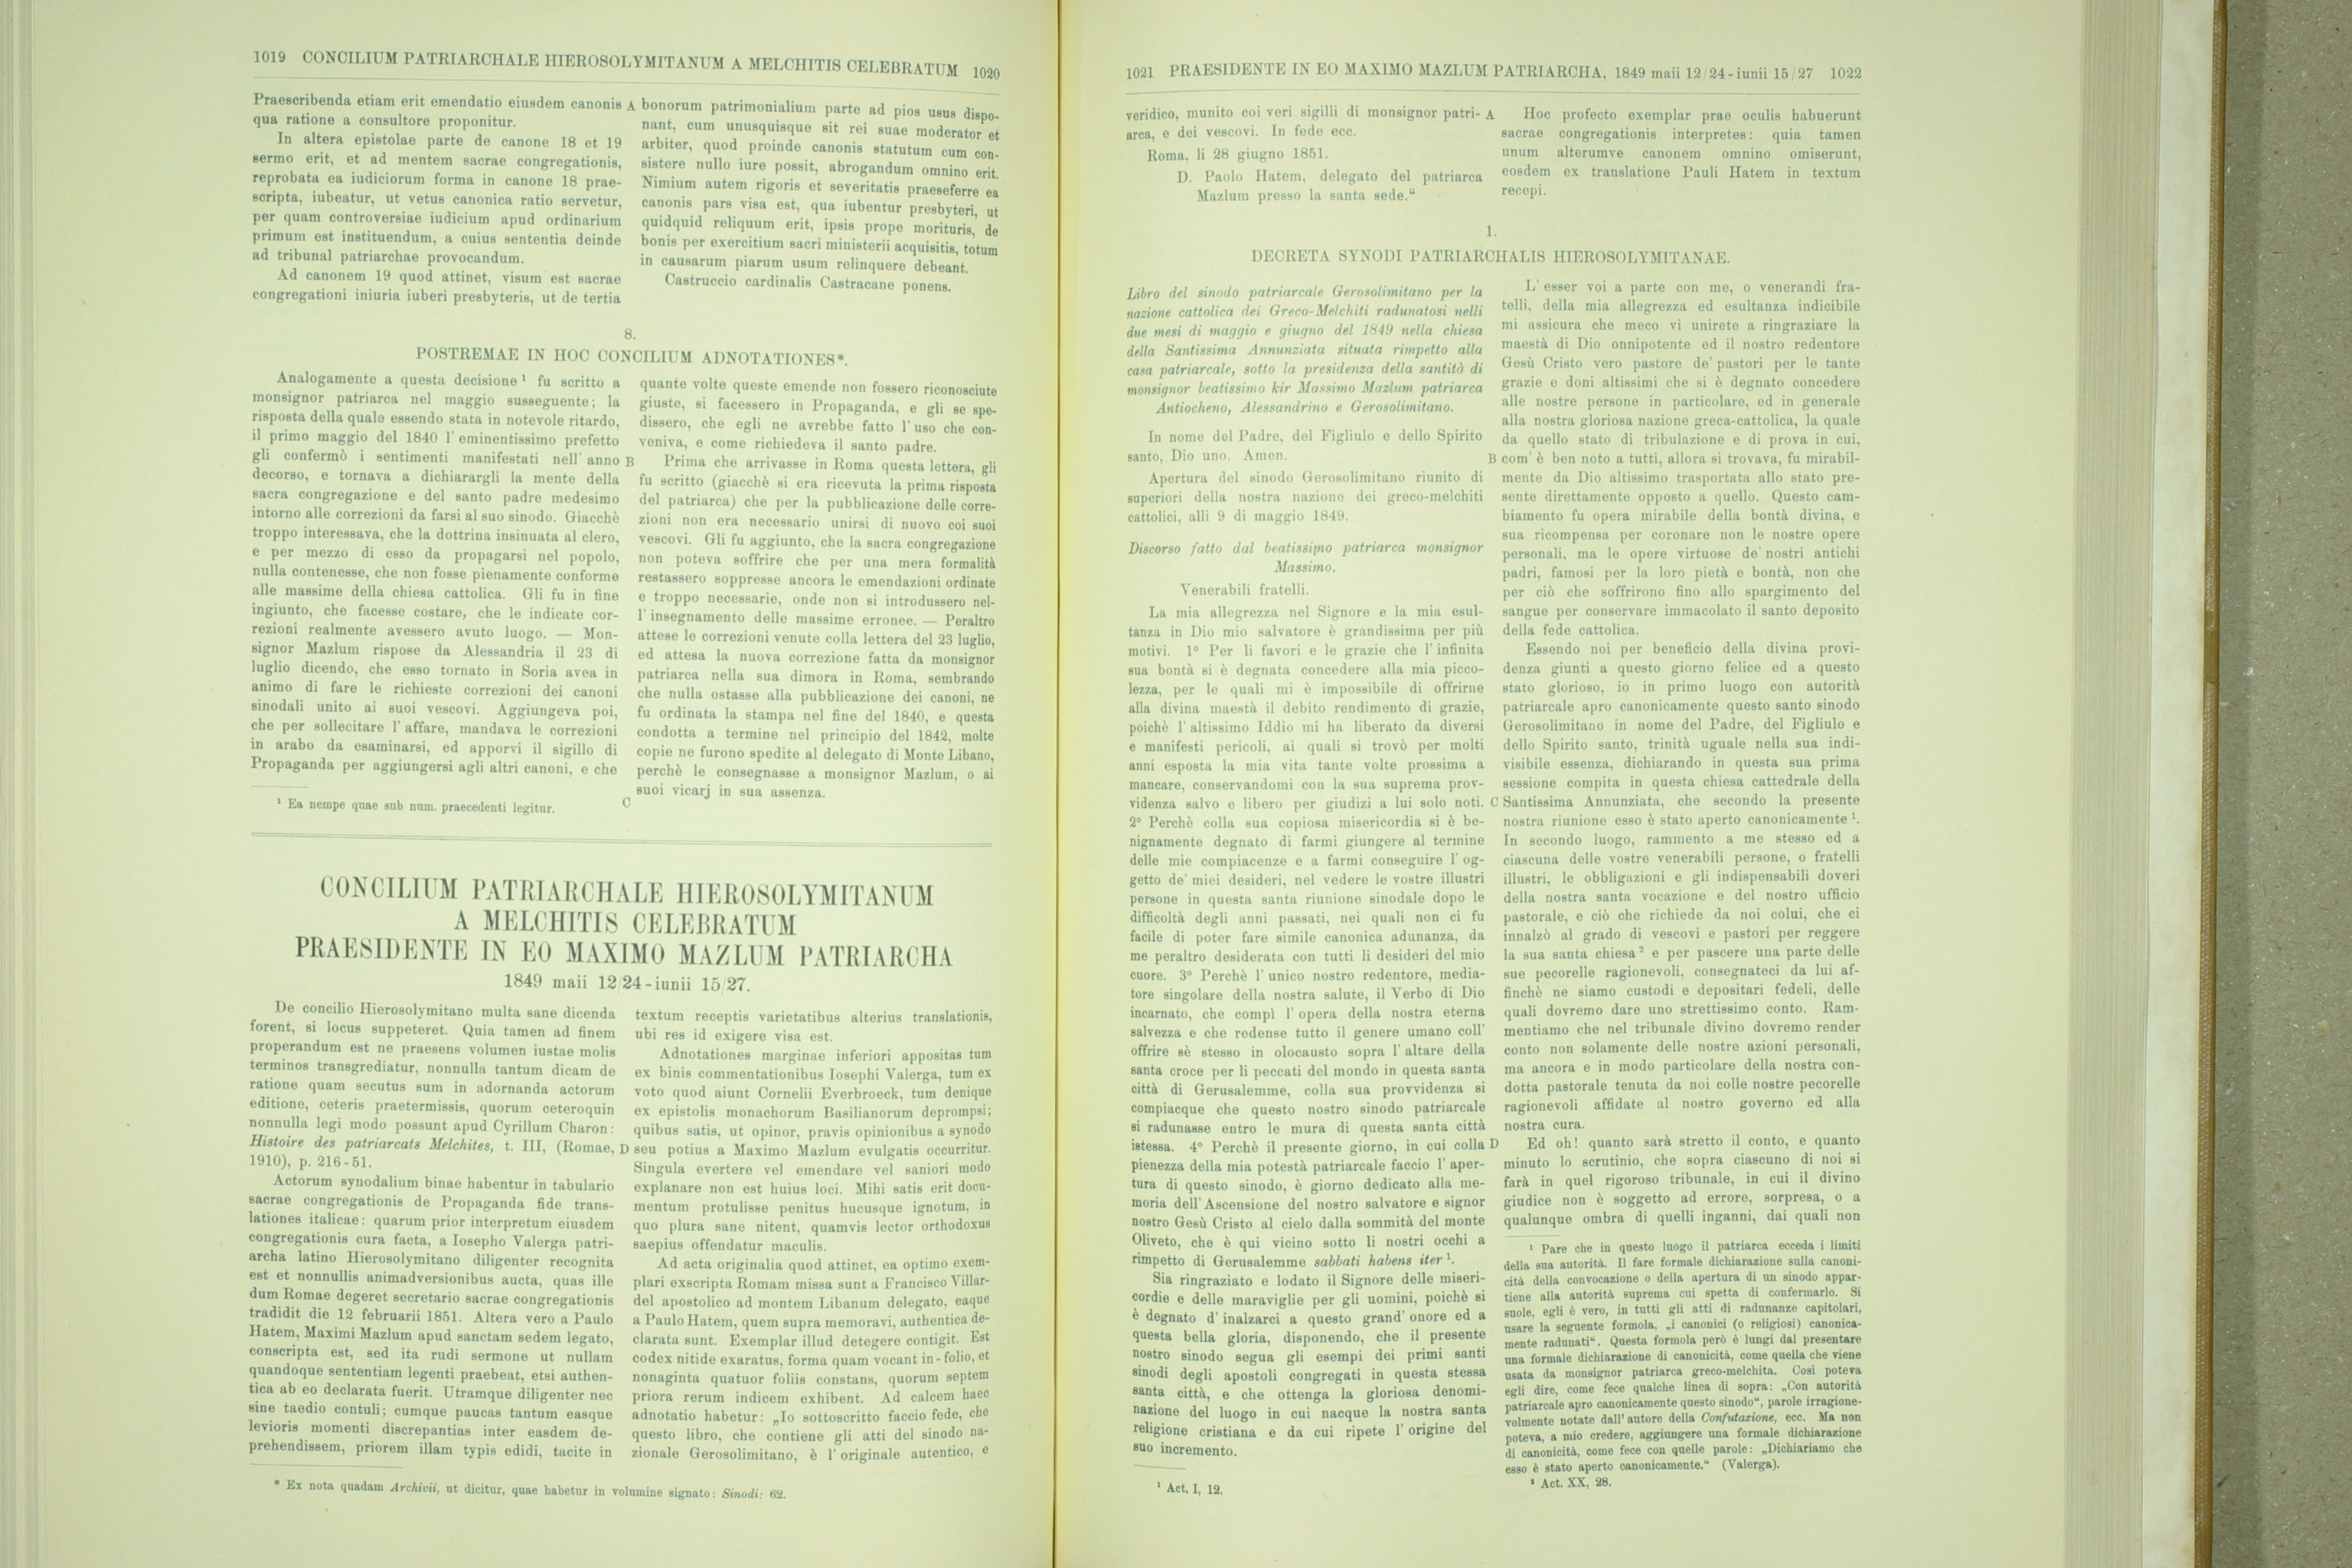 1019 CONCILIUM PATRIARCHALE HIEROSOLYMITANUM A MELCHITIS CELEBRATUM 1020
Praescribenda etiam erit emendatio eiusdem canonis
qua ratione a consultore proponitur.
In altera epistolae parte de canone 18 et 19
sermo erit, et ad mentem sacrae congregationis,
reprobata ea iudiciorum forma in canone 18 prae-
scripta, iubeatur, ut vetus canonica ratio servetur,
per quam controversiae iudicium apud ordinarium
primum est instituendum, a cuius sententia deinde
ad tribunal patriarchae provocandum.
Ad canonem 19 quod attinet, visum est sacrae
congregationi iniuria iuberi presbyteris, ut de tertia
A
bonorum patrimonialium parte ad pios usus dispo-
nant, cum unusquisque sit rei suae moderator et
arbiter, quod proinde canonis statutum cum con-
sistere nullo iure possit, abrogandum omnino erit.
Nimium autem rigoris et severitatis praeseferre ea
canonis pars visa est, qua iubentur presbyteri, ut
quidquid reliquum erit, ipsis prope morituris, de
bonis per exercitium sacri ministerii acquisitis, totum
in causarum piarum usum relinquere debeant.
Castruccio cardinalis Castracane ponens.
8.
POSTREMAE IN HOC CONCILIUM ADNOTATIONES*.
Analogamente a questa decisione ¹ fu scritto a
monsignor patriarca nel maggio susseguente; la
risposta della quale essendo stata in notevole ritardo,
il primo maggio del 1840 l' eminentissimo prefetto
gli confermò i sentimenti manifestati nell' anno
decorso, e tornava a dichiarargli la mente della
sacra congregazione e del santo padre medesimo
intorno alle correzioni da farsi al suo sinodo. Giacchè
troppo interessava, che la dottrina insinuata al clero,
e per mezzo di esso da propagarsi nel popolo,
nulla contenesse, che non fosse pienamente conforme
alle massime della chiesa cattolica. Gli fu in fine
ingiunto, che facesse costare, che le indicate cor-
rezioni realmente avessero avuto luogo. — Mon-
signor Mazlum rispose da Alessandria il 23 di
luglio dicendo, che esso tornato in Soria avea in
animo di fare le richieste correzioni dei canoni
sinodali unito ai suoi vescovi. Aggiungeva poi,
che per sollecitare l' affare, mandava le correzioni
in arabo da esaminarsi, ed apporvi il sigillo di
Propaganda per aggiungersi agli altri canoni, e che
¹ Ea nempe quae sub num. praecedenti legitur.
B
C
quante volte queste emende non fossero riconosciute
giuste, si facessero in Propaganda, e gli se spe-
dissero, che egli ne avrebbe fatto l' uso che con-
veniva, e come richiedeva il santo padre.
Prima che arrivasse in Roma questa lettera, gli
fu scritto (giacchè si era ricevuta la prima risposta
del patriarca) che per la pubblicazione delle corre-
zioni non era necessario unirsi di nuovo coi suoi
vescovi. Gli fu aggiunto, che la sacra congregazione
non poteva soffrire che per una mera formalità
restassero soppresse ancora le emendazioni ordinate
e troppo necessarie, onde non si introdussero nel-
l' insegnamento delle massime erronee. — Peraltro
attese le correzioni venute colla lettera del 23 luglio,
ed attesa la nuova correzione fatta da monsignor
patriarca nella sua dimora in Roma, sembrando
che nulla ostasse alla pubblicazione dei canoni, ne
fu ordinata la stampa nel fine del 1840, e questa
condotta a termine nel principio del 1842, molte
copie ne furono spedite al delegato di Monte Libano,
perchè le consegnasse a monsignor Mazlum, o ai
suoi vicarj in sua assenza.
CONCILIUM PATRIARCHALE HIEROSOLYMITANUM
A MELCHITIS CELEBRATUM
PRAESIDENTE IN EO MAXIMO MAZLUM PATRIARCHA
1849 maii 12/24-iunii 15/27.
De concilio Hierosolymitano multa sane dicenda
forent, si locus suppeteret. Quia tamen ad finem
properandum est ne praesens volumen iustae molis
terminos transgrediatur, nonnulla tantum dicam de
ratione quam secutus sum in adornanda actorum
editione, ceteris praetermissis, quorum ceteroquin
nonnulla legi modo possunt apud Cyrillum Charon:
Histoire des patriarcats Melchites, t. III, (Romae,
1910), p. 216-51.
Actorum synodalium binae habentur in tabulario
sacrae congregationis de Propaganda fide trans-
lationes italicae: quarum prior interpretum eiusdem
congregationis cura facta, a Iosepho Valerga patri-
archa latino Hierosolymitano diligenter recognita
est et nonnullis animadversionibus aucta, quas ille
dum Romae degeret secretario sacrae congregationis
tradidit die 12 februarii 1851. Altera vero a Paulo
Hatem, Maximi Mazlum apud sanctam sedem legato,
conscripta est, sed ita rudi sermone ut nullam
quandoque sententiam legenti praebeat, etsi authen-
tica ab eo declarata fuerit. Utramque diligenter nec
sine taedio contuli; cumque paucas tantum easque
levioris momenti discrepantias inter easdem de-
prehendissem, priorem illam typis edidi, tacite in
D
textum receptis varietatibus alterius translationis,
ubi res id exigere visa est.
Adnotationes marginae inferiori appositas tum
ex binis commentationibus Iosephi Valerga, tum ex
voto quod aiunt Cornelii Everbroeck, tum denique
ex epistolis monachorum Basilianorum deprompsi;
quibus satis, ut opinor, pravis opinionibus a synodo
seu potius a Maximo Mazlum evulgatis occurritur.
Singula evertere vel emendare vel saniori modo
explanare non est huius loci. Mihi satis erit docu-
mentum protulisse penitus hucusque ignotum, in
quo plura sane nitent, quamvis lector orthodoxus
saepius offendatur maculis.
Ad acta originalia quod attinet, ea optimo exem-
plari exscripta Romam missa sunt a Francisco Villar-
del apostolico ad montem Libanum delegato, eaque
a Paulo Hatem, quem supra memoravi, authentica de-
clarata sunt. Exemplar illud detegere contigit. Est
codex nitide exaratus, forma quam vocant in-folio, et
nonaginta quatuor foliis constans, quorum septem
priora rerum indicem exhibent. Ad calcem haec
adnotatio habetur: „Io sottoscritto faccio fede, che
questo libro, che contiene gli atti del sinodo na-
zionale Gerosolimitano, è l' originale autentico, e
* Ex nota quadam Archivii, ut dicitur, quae habetur in volumine signato: Sinodi: 62.
1021 PRAESIDENTE IN EO MAXIMO MAZLUM PATRIARCHA, 1849 maii 12/24-iunii 15/27 1022
veridico, munito coi veri sigilli di monsignor patri-
arca, e dei vescovi. In fede ecc.
Roma, li 28 giugno 1851.
D. Paolo Hatem, delegato del patriarca
Mazlum presso la santa sede.“
A
Hoc profecto exemplar prae oculis habuerunt
sacrae congregationis interpretes: quia tamen
unum alterumve canonem omnino omiserunt,
eosdem ex translatione Pauli Hatem in textum
recepi.
1.
DECRETA SYNODI PATRIARCHALIS HIEROSOLYMITANAE.
Libro del sinodo patriarcale Gerosolimitano per la
nazione cattolica dei Greco-Melchiti radunatosi nelli
due mesi di maggio e giugno del 1849 nella chiesa
della Santissima Annunziata situata rimpetto alla
casa patriarcale, sotto la presidenza della santità di
monsignor beatissimo kir Massimo Mazlum patriarca
Antiocheno, Alessandrino e Gerosolimitano.
In nome del Padre, del Figliulo e dello Spirito
santo, Dio uno. Amen.
Apertura del sinodo Gerosolimitano riunito di
superiori della nostra nazione dei greco-melchiti
cattolici, alli 9 di maggio 1849.
Discorso fatto dal beatissimo patriarca monsignor
Massimo.
Venerabili fratelli.
La mia allegrezza nel Signore e la mia esul-
tanza in Dio mio salvatore è grandissima per più
motivi. 1° Per li favori e le grazie che l' infinita
sua bontà si è degnata concedere alla mia picco-
lezza, per le quali mi è impossibile di offrirne
alla divina maestà il debito rendimento di grazie,
poichè l' altissimo Iddio mi ha liberato da diversi
e manifesti pericoli, ai quali si trovò per molti
anni esposta la mia vita tante volte prossima a
mancare, conservandomi con la sua suprema prov-
videnza salvo e libero per giudizi a lui solo noti.
2° Perchè colla sua copiosa misericordia si è be-
nignamente degnato di farmi giungere al termine
delle mie compiacenze e a farmi conseguire l' og-
getto de' miei desideri, nel vedere le vostre illustri
persone in questa santa riunione sinodale dopo le
difficoltà degli anni passati, nei quali non ci fu
facile di poter fare simile canonica adunanza, da
me peraltro desiderata con tutti li desideri del mio
cuore. 3° Perchè l' unico nostro redentore, media-
tore singolare della nostra salute, il Verbo di Dio
incarnato, che compì l' opera della nostra eterna
salvezza e che redense tutto il genere umano coll'
offrire sè stesso in olocausto sopra l' altare della
santa croce per li peccati del mondo in questa santa
città di Gerusalemme, colla sua provvidenza si
compiacque che questo nostro sinodo patriarcale
si radunasse entro le mura di questa santa città
istessa. 4° Perchè il presente giorno, in cui colla
pienezza della mia potestà patriarcale faccio l' aper-
tura di questo sinodo, è giorno dedicato alla me-
moria dell' Ascensione del nostro salvatore e signor
nostro Gesù Cristo al cielo dalla sommità del monte
Oliveto, che è qui vicino sotto li nostri occhi a
rimpetto di Gerusalemme sabbati habens iter ¹.
Sia ringraziato e lodato il Signore delle miseri-
cordie e delle maraviglie per gli uomini, poichè si
è degnato d' inalzarci a questo grand' onore ed a
questa bella gloria, disponendo, che il presente
nostro sinodo segua gli esempi dei primi santi
sinodi degli apostoli congregati in questa stessa
santa città, e che ottenga la gloriosa denomi-
nazione del luogo in cui nacque la nostra santa
religione cristiana e da cui ripete l' origine del
suo incremento.
¹ Act. I, 12.
B
C
D
L' esser voi a parte con me, o venerandi fra-
telli, della mia allegrezza ed esultanza indicibile
mi assicura che meco vi unirete a ringraziare la
maestà di Dio onnipotente ed il nostro redentore
Gesù Cristo vero pastore de' pastori per le tante
grazie e doni altissimi che si è degnato concedere
alle nostre persone in particolare, ed in generale
alla nostra gloriosa nazione greca-cattolica, la quale
da quello stato di tribulazione e di prova in cui,
com' è ben noto a tutti, allora si trovava, fu mirabil-
mente da Dio altissimo trasportata allo stato pre-
sente direttamente opposto a quello. Questo cam-
biamento fu opera mirabile della bontà divina, e
sua ricompensa per coronare non le nostre opere
personali, ma le opere virtuose de' nostri antichi
padri, famosi per la loro pietà e bontà, non che
per ciò che soffrirono fino allo spargimento del
sangue per conservare immacolato il santo deposito
della fede cattolica.
Essendo noi per beneficio della divina provi-
denza giunti a questo giorno felice ed a questo
stato glorioso, io in primo luogo con autorità
patriarcale apro canonicamente questo santo sinodo
Gerosolimitano in nome del Padre, del Figliulo e
dello Spirito santo, trinità uguale nella sua indi-
visibile essenza, dichiarando in questa sua prima
sessione compita in questa chiesa cattedrale della
Santissima Annunziata, che secondo la presente
nostra riunione esso è stato aperto canonicamente ¹.
In secondo luogo, rammento a me stesso ed a
ciascuna delle vostre venerabili persone, o fratelli
illustri, le obbligazioni e gli indispensabili doveri
della nostra santa vocazione e del nostro ufficio
pastorale, e ciò che richiede da noi colui, che ci
innalzò al grado di vescovi e pastori per reggere
la sua santa chiesa ² e per pascere una parte delle
sue pecorelle ragionevoli, consegnateci da lui af-
finchè ne siamo custodi e depositari fedeli, delle
quali dovremo dare uno strettissimo conto. Ram-
mentiamo che nel tribunale divino dovremo render
conto non solamente delle nostre azioni personali,
ma ancora e in modo particolare della nostra con-
dotta pastorale tenuta da noi colle nostre pecorelle
ragionevoli affidate al nostro governo ed alla
nostra cura.
Ed oh! quanto sarà stretto il conto, e quanto
minuto lo scrutinio, che sopra ciascuno di noi si
farà in quel rigoroso tribunale, in cui il divino
giudice non è soggetto ad errore, sorpresa, o a
qualunque ombra di quelli inganni, dai quali non
¹ Pare che in questo luogo il patriarca ecceda i limiti
della sua autorità. Il fare formale dichiarazione sulla canoni-
cità della convocazione o della apertura di un sinodo appar-
tiene alla autorità suprema cui spetta di confermarlo. Si
suole, egli è vero, in tutti gli atti di radunanze capitolari,
usare la seguente formola, „i canonici (o religiosi) canonica-
mente radunati“. Questa formola però è lungi dal presentare
una formale dichiarazione di canonicità, come quella che viene
usata da monsignor patriarca greco-melchita. Così poteva
egli dire, come fece qualche linea di sopra: „Con autorità
patriarcale apro canonicamente questo sinodo“, parole irragione-
volmente notate dall' autore della Confutazione, ecc. Ma non
poteva, a mio credere, aggiungere una formale dichiarazione
di canonicità, come fece con quelle parole: „Dichiariamo che
esso è stato aperto canonicamente.“ (Valerga).
² Act. XX, 28.